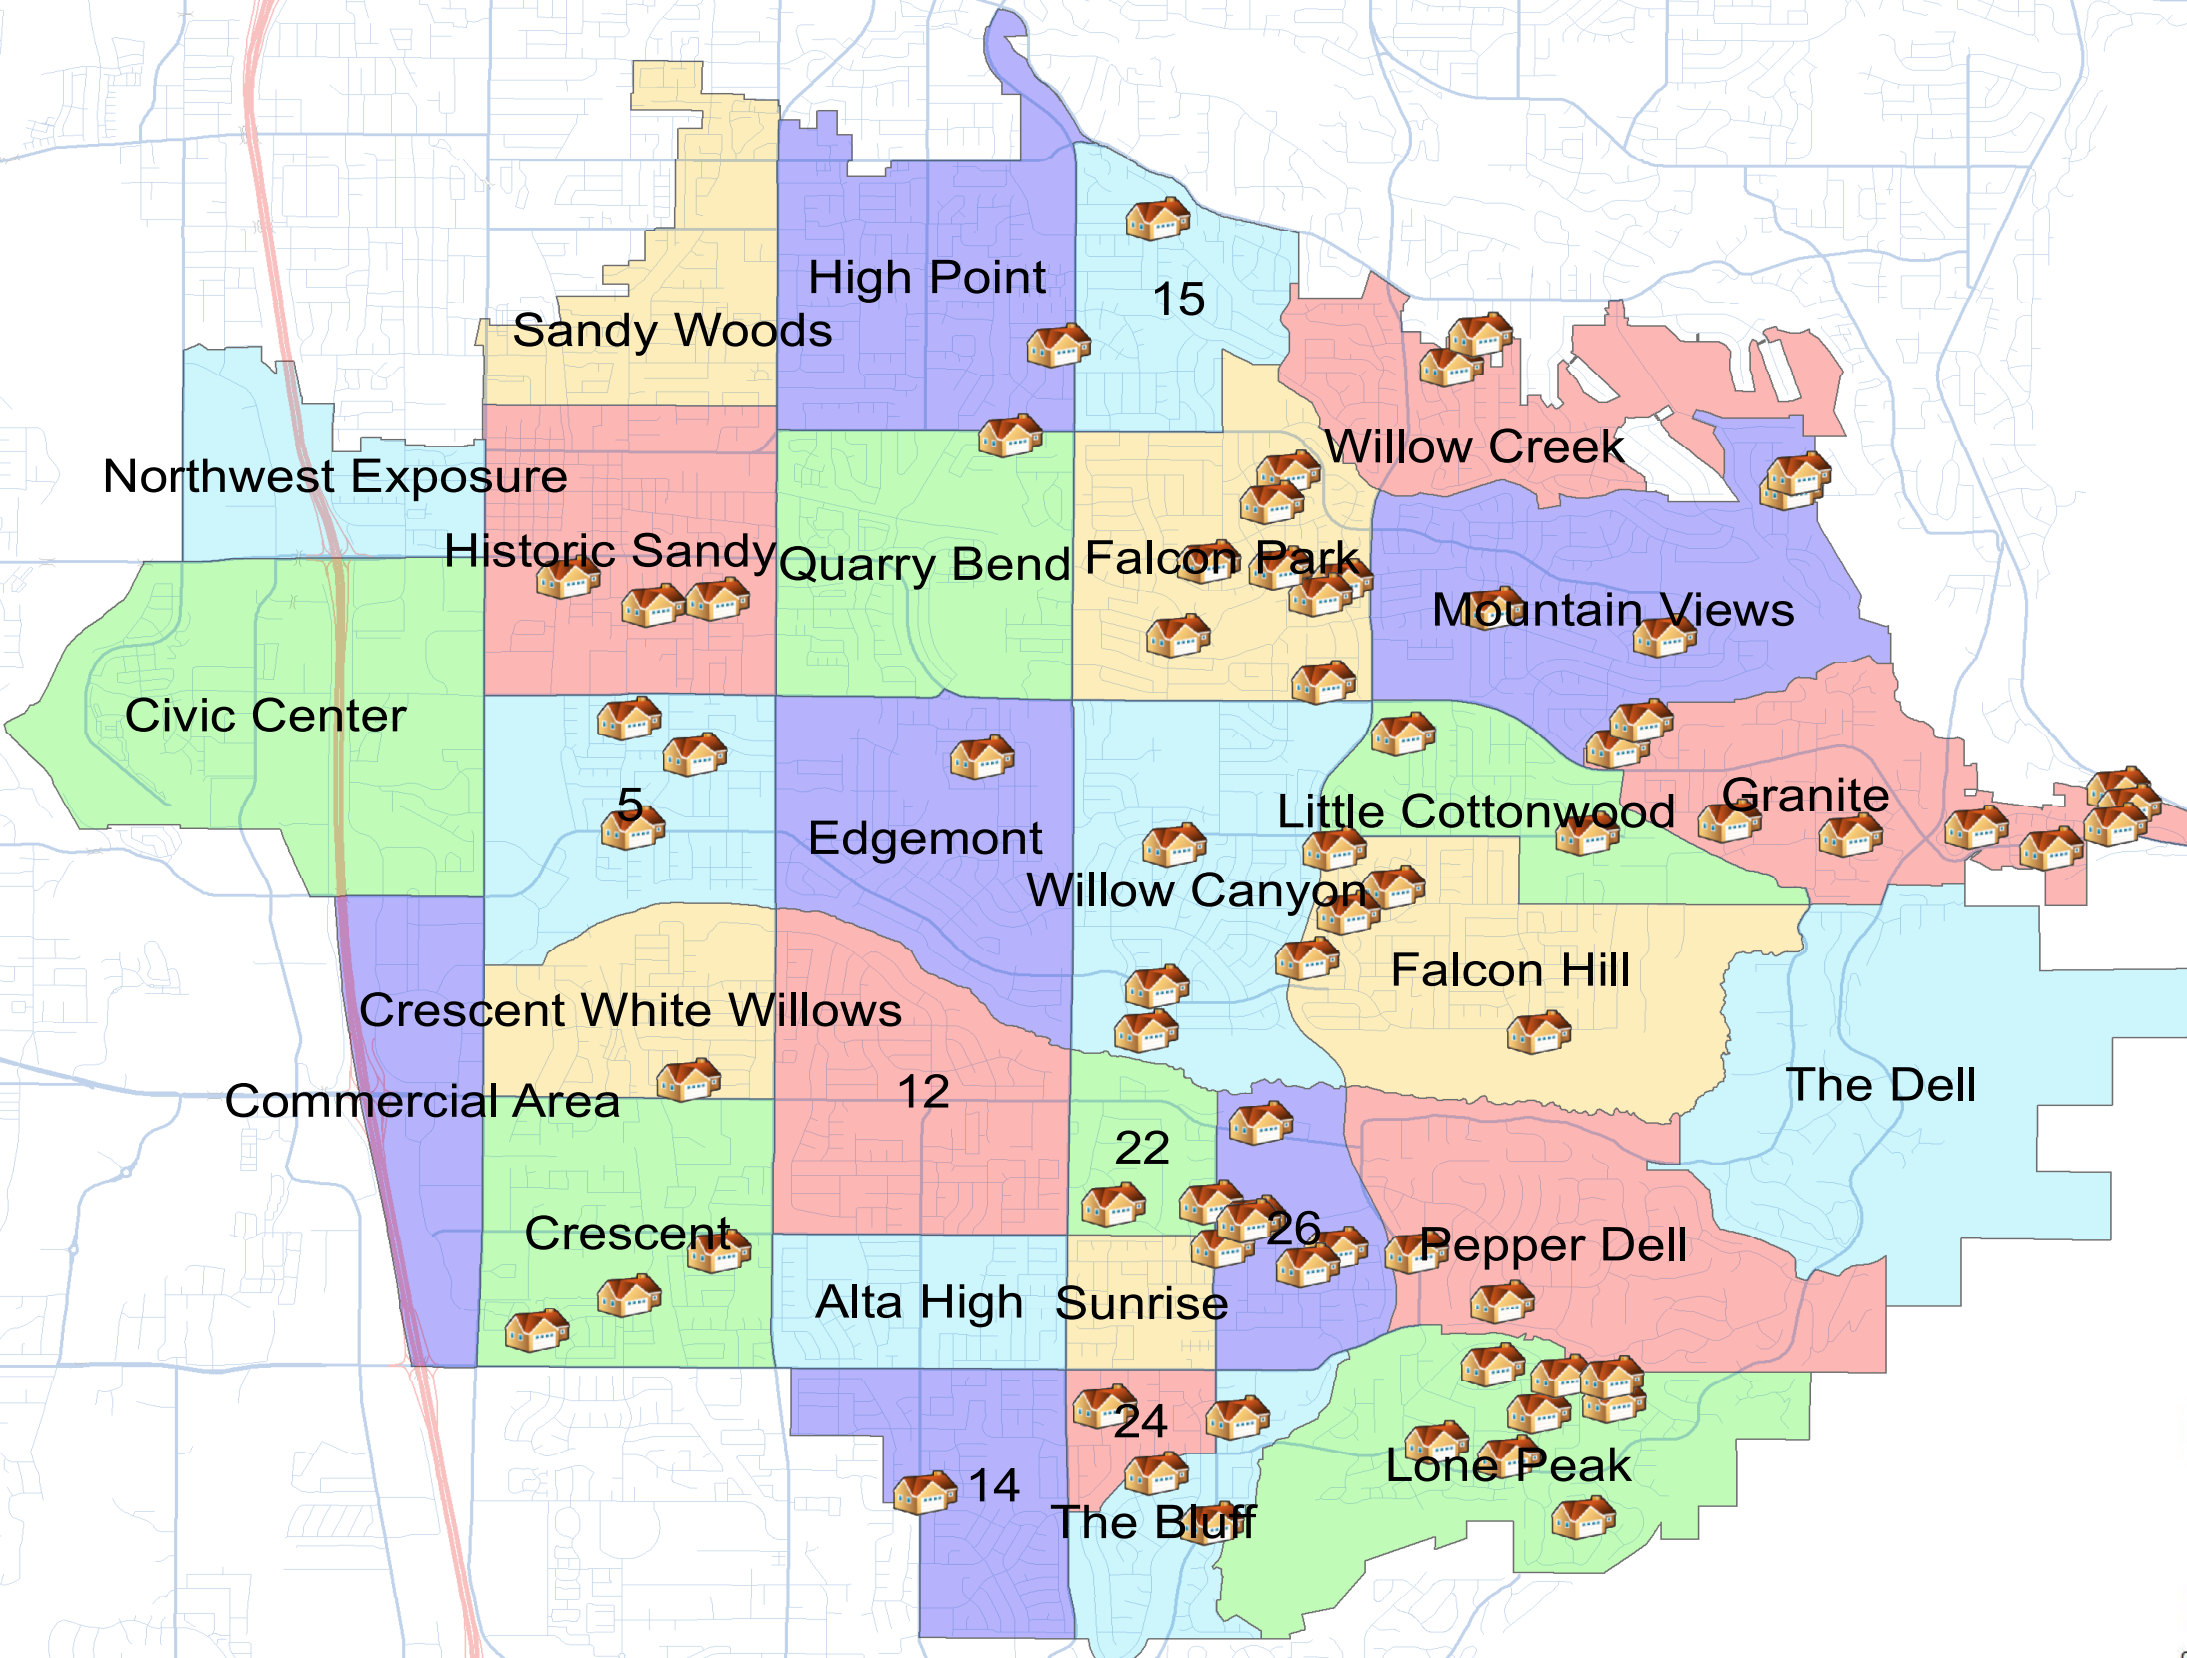 High Point
15
Sandy Woods
Willow Creek
Northwest Exposure
Historic Sandy
Quarry Bend
Falcon Park
Mountain Views
Civic Center
5
Edgemont
Little Cottonwood
Granite
Willow Canyon
Falcon Hill
Crescent White Willows
12
The Dell
Commercial Area
22
Crescent
26
Pepper Dell
Alta High
Sunrise
24
14
Lone Peak
The Bluff